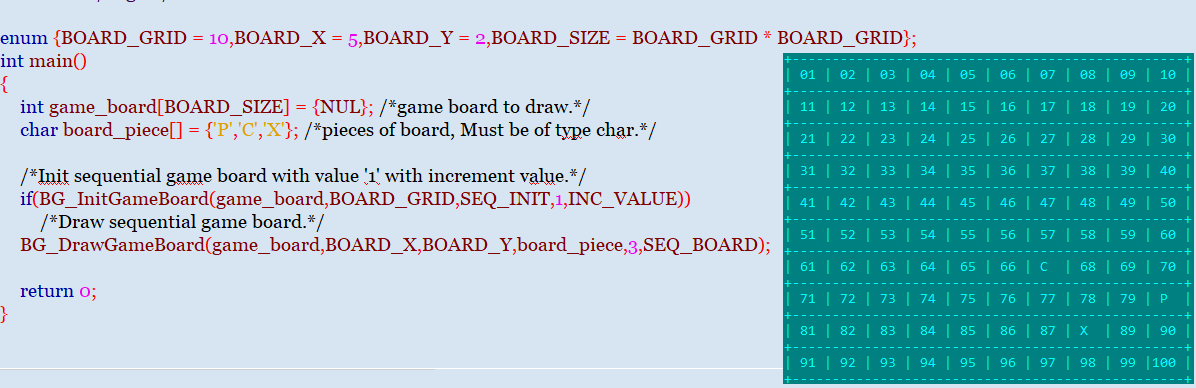 enum {BOARD_GRID = 10,BOARD_X = 5,BOARD_Y = 2,BOARD_SIZE = BOARD_GRID * BOARD_GRID};
int main()
{
int game_board[BOARD_SIZE] = {NUL}; /*game board to draw.*/
char board_piece[] = {'P','C','X'}; /*pieces of board, Must be of type char.*/
/*Init sequential game board with value '1' with increment value.*/
if(BG_InitGameBoard(game_board,BOARD_GRID,SEQ_INIT,1,INC_VALUE))
/*Draw sequential game board.*/
BG_DrawGameBoard(game_board,BOARD_X,BOARD_Y,board_piece,3,SEQ_BOARD);
return 0;
}
| 01 | 02 | 03 | 04 | 05 | 06 | 07 | 08 | 09 | 10 |
| 11 | 12 | 13 | 14 | 15 | 16 | 17 | 18 | 19 | 20 |
| 21 | 22 | 23 | 24 | 25 | 26 | 27 | 28 | 29 | 30 |
| 31 | 32 | 33 | 34 | 35 | 36 | 37 | 38 | 39 | 40 |
| 41 | 42 | 43 | 44 | 45 | 46 | 47 | 48 | 49 | 50 |
| 51 | 52 | 53 | 54 | 55 | 56 | 57 | 58 | 59 | 60 |
| 61 | 62 | 63 | 64 | 65 | 66 | C | 68 | 69 | 70 |
| 71 | 72 | 73 | 74 | 75 | 76 | 77 | 78 | 79 | P |
| 81 | 82 | 83 | 84 | 85 | 86 | 87 | X | 89 | 90 |
| 91 | 92 | 93 | 94 | 95 | 96 | 97 | 98 | 99 |100 |